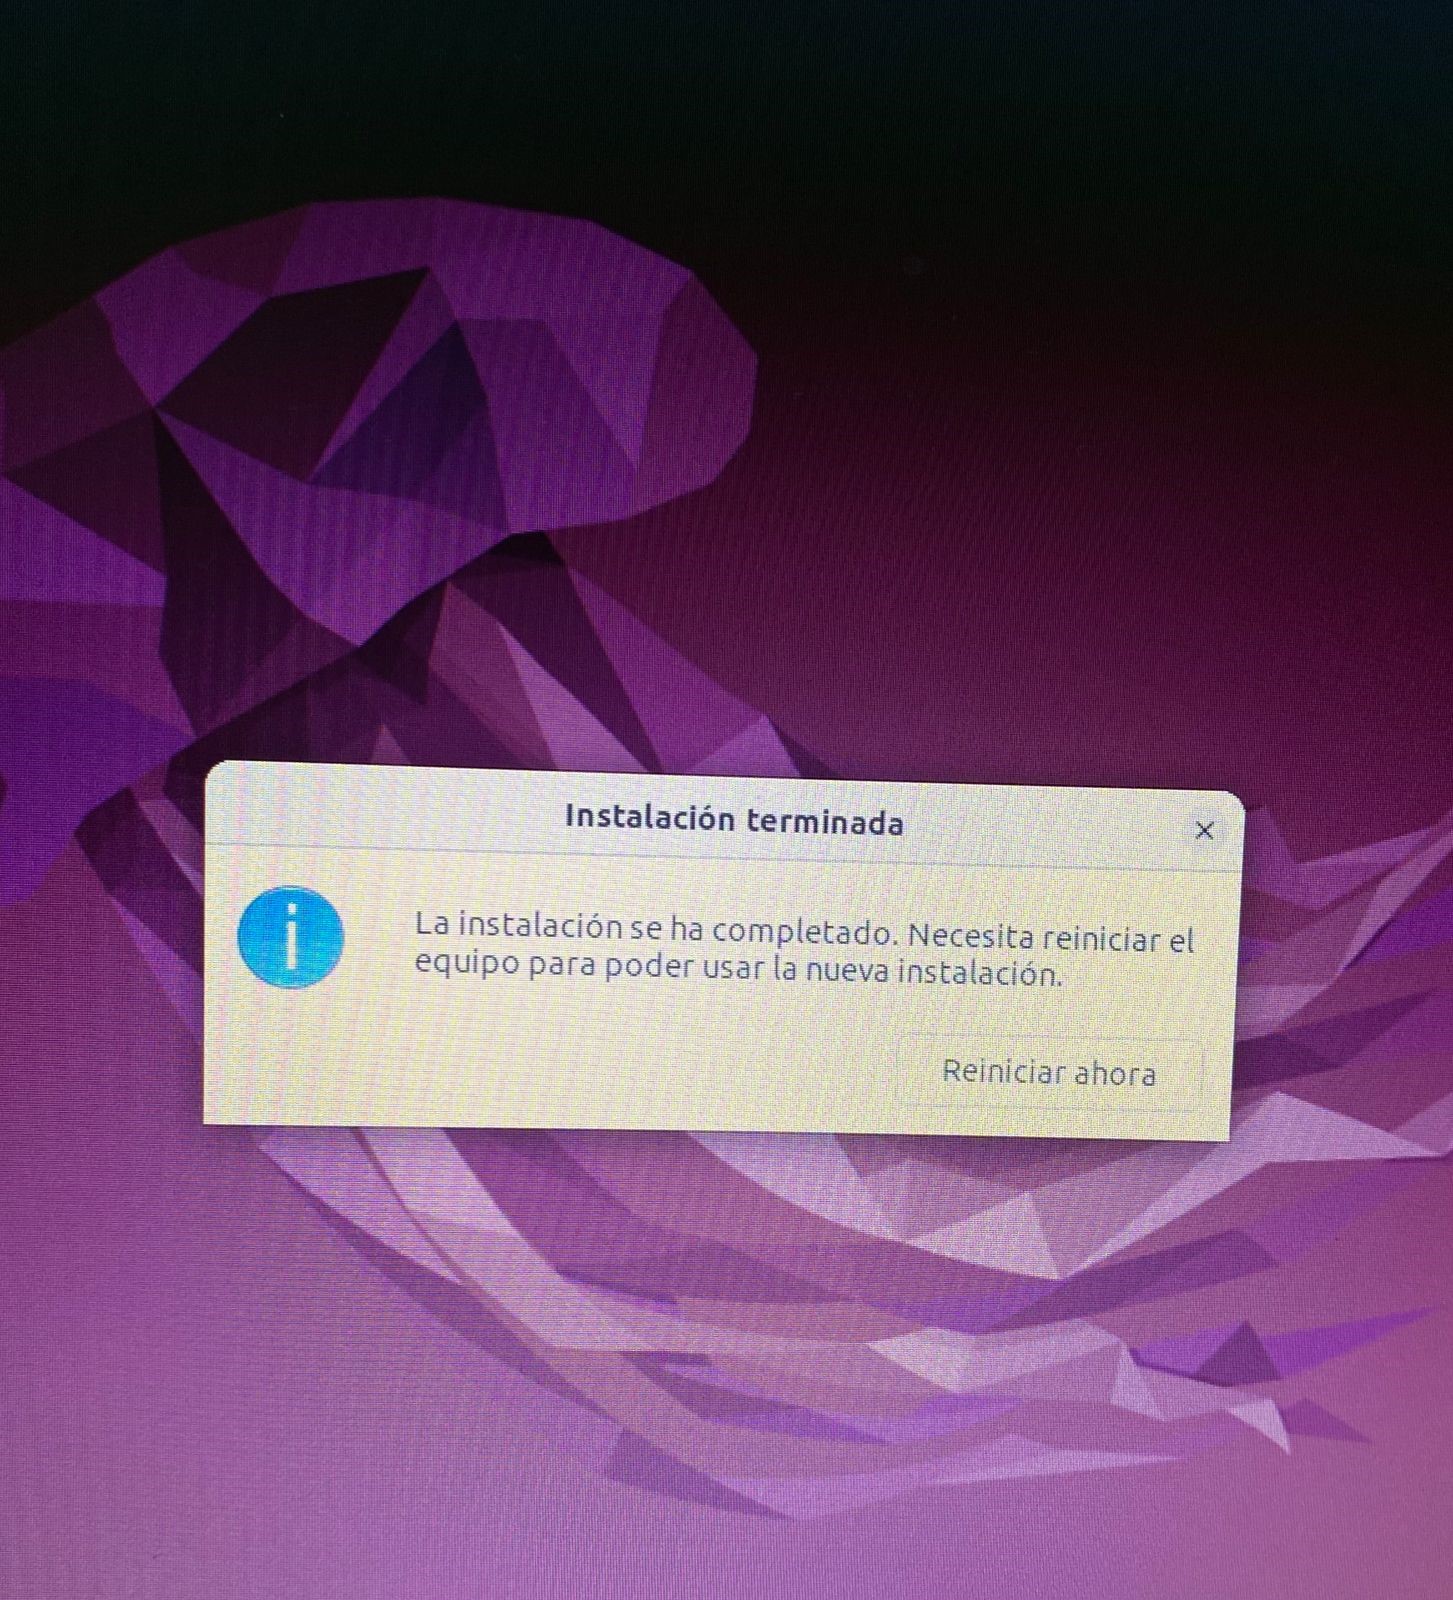 Instalación terminada
La instalación se ha completado. Necesita reiniciar el
equipo para poder usar la nueva instalación.
Reiniciar ahora